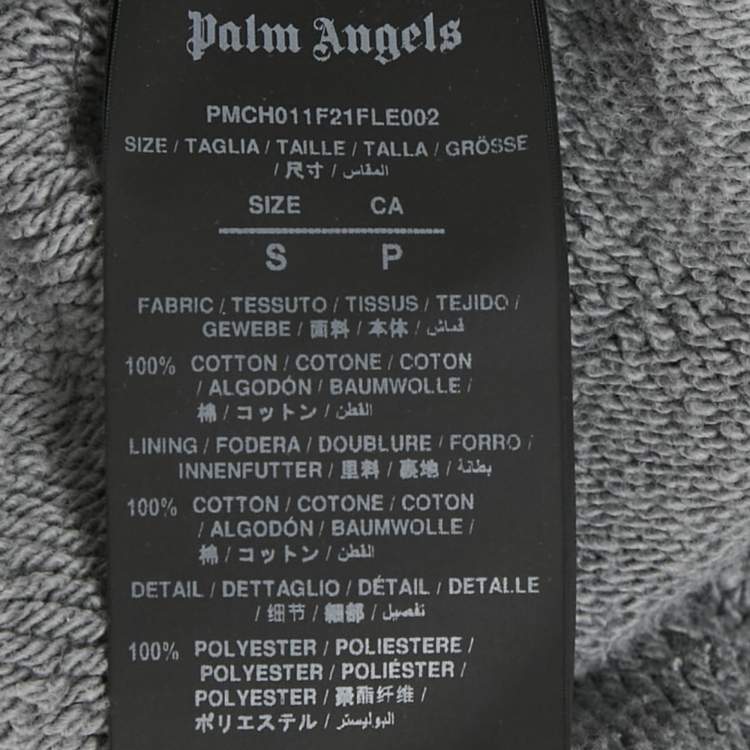 Palm Angels
PMCH011F21FLE002
SIZE / TAGLIA / TAILLE / TALLA / GRÖSSE
/ 尺寸 / المقاس
SIZE CA
S P
FABRIC / TESSUTO / TISSUS / TEJIDO /
GEWEBE / 面料 / 本体 / قماش
100% COTTON / COTONE / COTON
/ ALGODÓN / BAUMWOLLE /
棉 / コットン / القطن
LINING / FODERA / DOUBLURE / FORRO /
INNENFUTTER / 里料 / 裏地 / بطانة
100% COTTON / COTONE / COTON
/ ALGODÓN / BAUMWOLLE /
棉 / コットン / القطن
DETAIL / DETTAGLIO / DÉTAIL / DETALLE
/ 细节 / 細部 / تفصيل
100% POLYESTER / POLIESTERE /
POLYESTER / POLIÉSTER /
POLYESTER / 聚酯纤维 /
ポリエステル / البوليستر